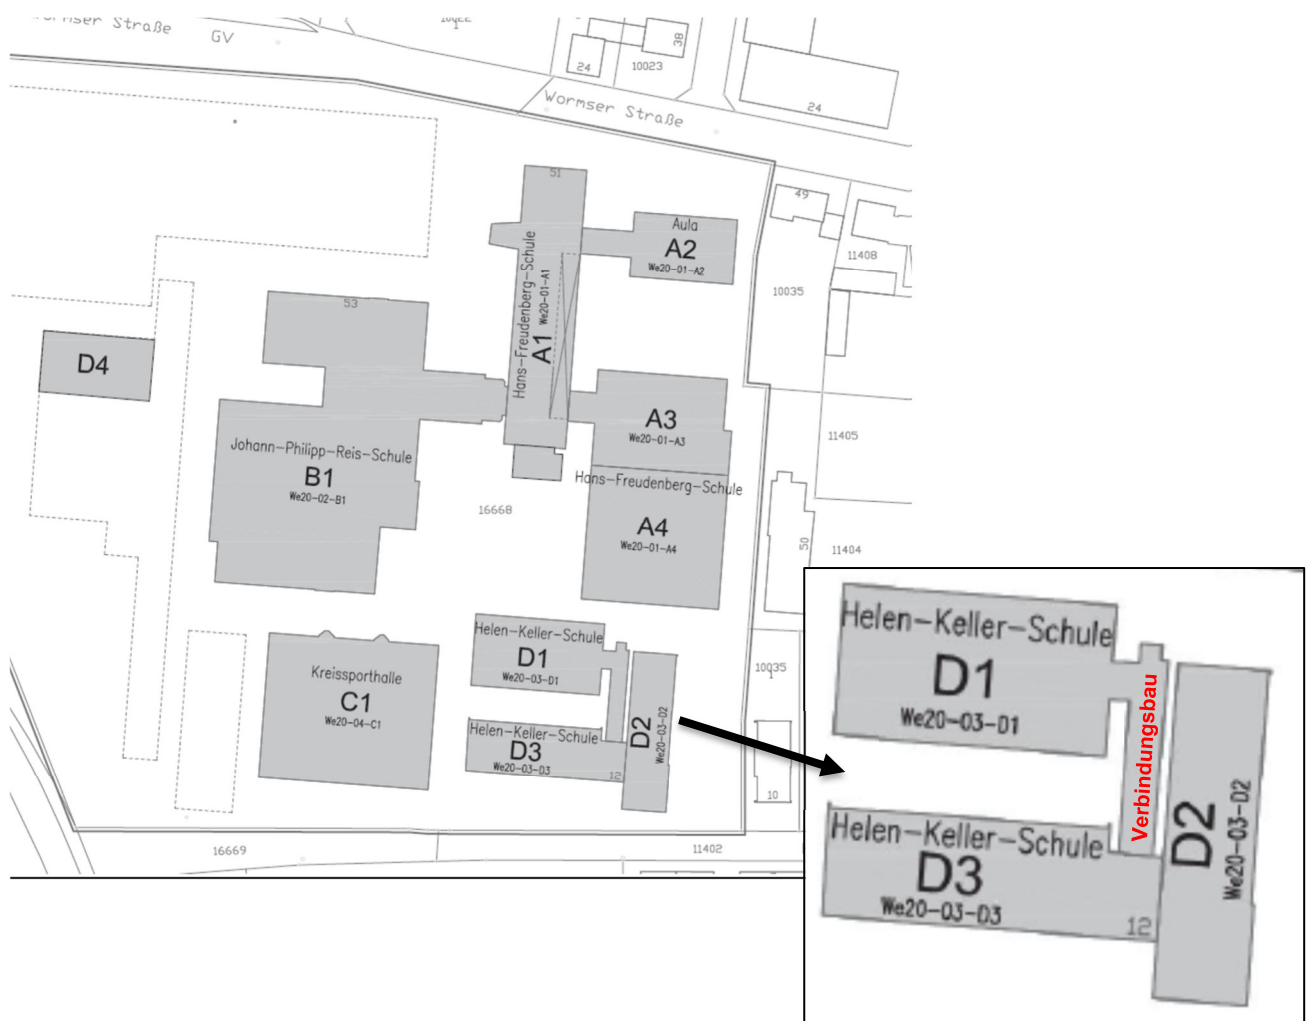 Wormser Straße
GV
10022
1
38
24
10023
24
Wormser Straße
51
49
Aula
A2
We20-01-A2
11408
10035
Hans-Freudenberg-Schule
A1
We20-01-A1
53
D4
A3
We20-01-A3
11405
Johann-Philipp-Reis-Schule
B1
We20-02-B1
Hans-Freudenberg-Schule
A4
We20-01-A4
16668
50
11404
Helen-Keller-Schule
D1
We20-03-D1
Kreissporthalle
C1
We20-04-C1
10035
1
Helen-Keller-Schule
D3
We20-03-D3
12
D2
We20-03-D2
10
16669
11402
Helen-Keller-Schule
D1
We20-03-D1
Verbindungsbau
Helen-Keller-Schule
D3
We20-03-D3
12
D2
We20-03-D2